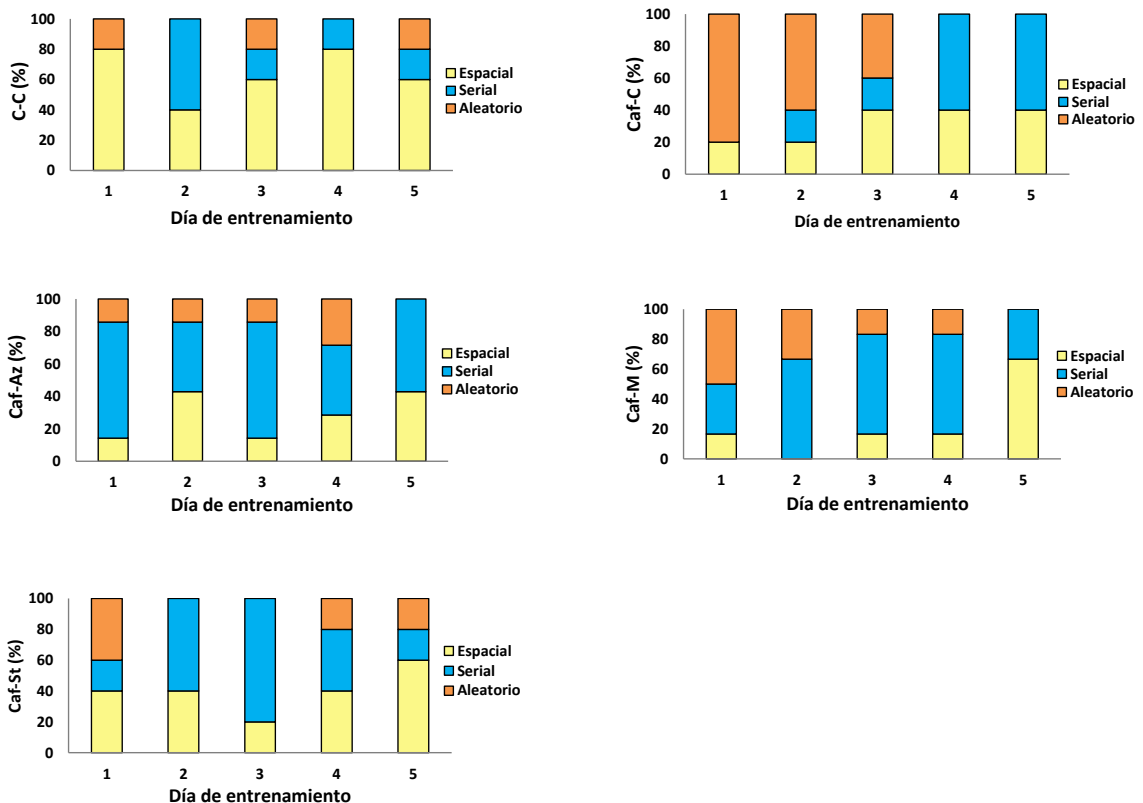 C-C (%)
100
80
60
40
20
0
1 2 3 4 5
Día de entrenamiento
Espacial
Serial
Aleatorio
Caf-C (%)
100
80
60
40
20
0
1 2 3 4 5
Día de entrenamiento
Espacial
Serial
Aleatorio
Caf-Az (%)
100
80
60
40
20
0
1 2 3 4 5
Día de entrenamiento
Espacial
Serial
Aleatorio
Caf-M (%)
100
80
60
40
20
0
1 2 3 4 5
Día de entrenamiento
Espacial
Serial
Aleatorio
Caf-St (%)
100
80
60
40
20
0
1 2 3 4 5
Día de entrenamiento
Espacial
Serial
Aleatorio